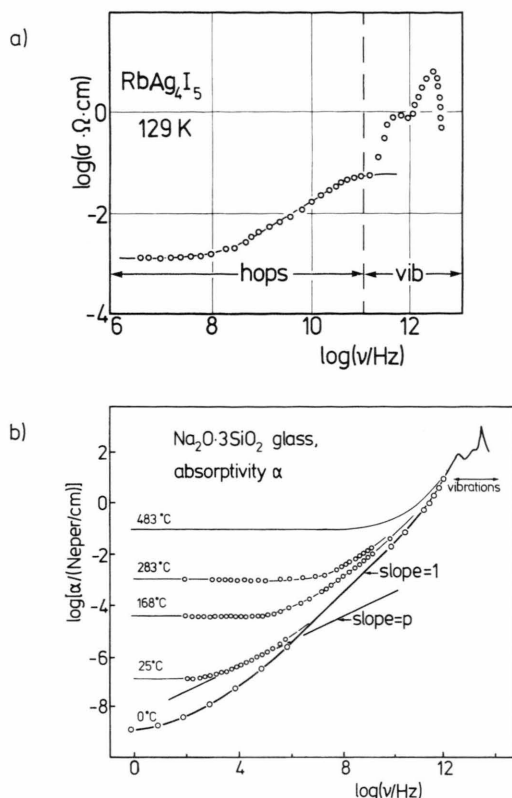 a)
RbAg₄I₅
129 K
log(σ·Ω·cm)
0
-2
-4
hops
vib
6
8
10
12
log(ν/Hz)
b)
Na₂O·3SiO₂ glass,
absorptivity α
log[α/(Neper/cm)]
2
0
-2
-4
-6
-8
vibrations
483 °C
283 °C
168 °C
25 °C
0 °C
slope=1
slope=p
0
4
8
12
log(ν/Hz)